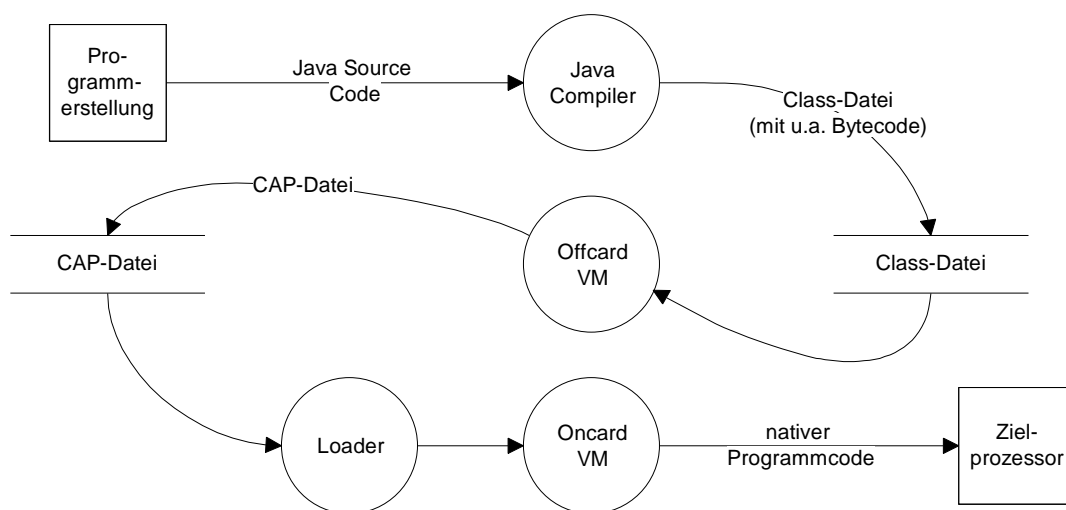 Pro-
gramm-
erstellung
Java Source
Code
Java
Compiler
Class-Datei
(mit u.a. Bytecode)
CAP-Datei
CAP-Datei
Offcard
VM
Class-Datei
Loader
Oncard
VM
nativer
Programmcode
Ziel-
prozessor